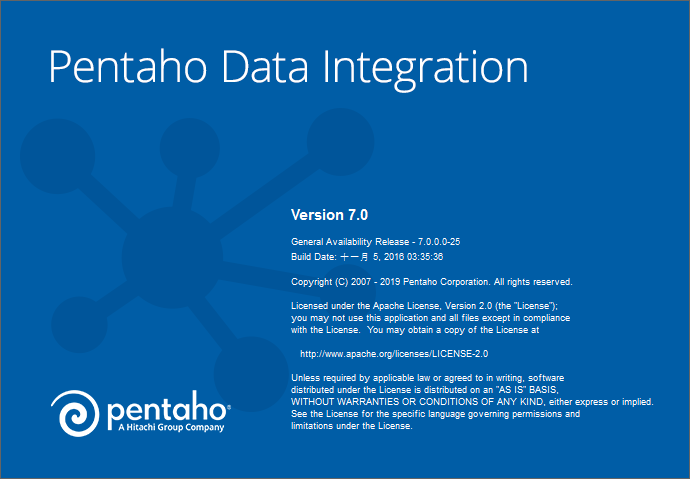 Pentaho Data Integration
Version 7.0
General Availability Release - 7.0.0.0-25
Build Date: 十一月 5, 2016 03:35:36
Copyright (C) 2007 - 2019 Pentaho Corporation. All rights reserved.
Licensed under the Apache License, Version 2.0 (the "License");
you may not use this application and all files except in compliance
with the License.  You may obtain a copy of the License at
http://www.apache.org/licenses/LICENSE-2.0
Unless required by applicable law or agreed to in writing, software
distributed under the License is distributed on an "AS IS" BASIS,
WITHOUT WARRANTIES OR CONDITIONS OF ANY KIND, either express or implied.
See the License for the specific language governing permissions and
limitations under the License.
pentaho®
A Hitachi Group Company